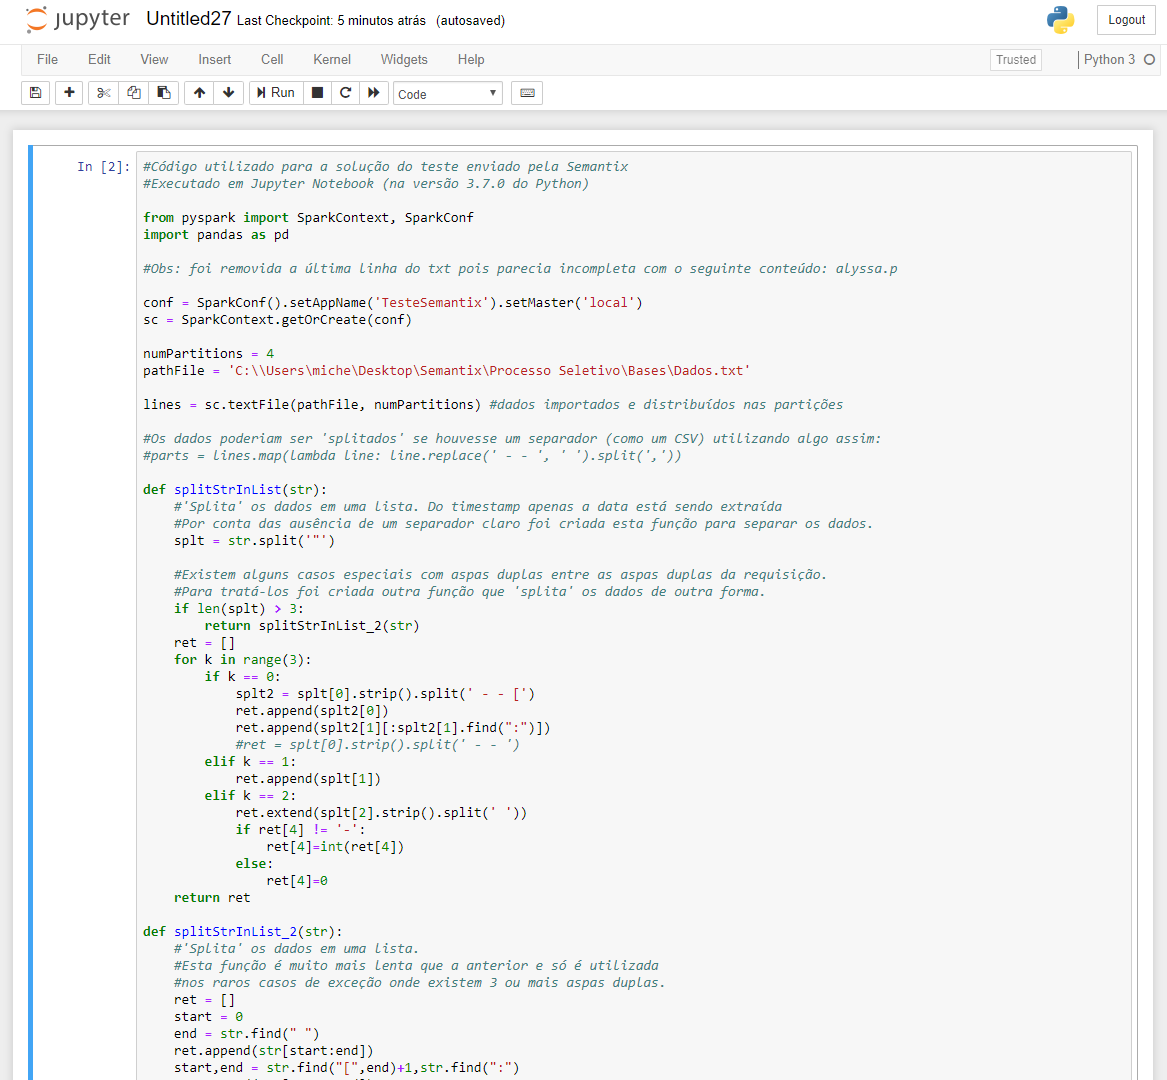 jupyter Untitled27 Last Checkpoint: 5 minutos atrás (autosaved)
Logout
File Edit View Insert Cell Kernel Widgets Help
Trusted
Python 3
Run
Code
In [2]:
#Código utilizado para a solução do teste enviado pela Semantix
#Executado em Jupyter Notebook (na versão 3.7.0 do Python)
from pyspark import SparkContext, SparkConf
import pandas as pd
#Obs: foi removida a última linha do txt pois parecia incompleta com o seguinte conteúdo: alyssa.p
conf = SparkConf().setAppName('TesteSemantix').setMaster('local')
sc = SparkContext.getOrCreate(conf)
numPartitions = 4
pathFile = 'C:\\Users\miche\Desktop\Semantix\Processo Seletivo\Bases\Dados.txt'
lines = sc.textFile(pathFile, numPartitions) #dados importados e distribuídos nas partições
#Os dados poderiam ser 'splitados' se houvesse um separador (como um CSV) utilizando algo assim:
#parts = lines.map(lambda line: line.replace(' - - ', ' ').split(','))
def splitStrInList(str):
    #'Splita' os dados em uma lista. Do timestamp apenas a data está sendo extraída
    #Por conta das ausência de um separador claro foi criada esta função para separar os dados.
    splt = str.split('"')
    #Existem alguns casos especiais com aspas duplas entre as aspas duplas da requisição.
    #Para tratá-los foi criada outra função que 'splita' os dados de outra forma.
    if len(splt) > 3:
        return splitStrInList_2(str)
    ret = []
    for k in range(3):
        if k == 0:
            splt2 = splt[0].strip().split(' - - [')
            ret.append(splt2[0])
            ret.append(splt2[1][:splt2[1].find(":")])
            #ret = splt[0].strip().split(' - - ')
        elif k == 1:
            ret.append(splt[1])
        elif k == 2:
            ret.extend(splt[2].strip().split(' '))
            if ret[4] != '-':
                ret[4]=int(ret[4])
            else:
                ret[4]=0
    return ret
def splitStrInList_2(str):
    #'Splita' os dados em uma lista.
    #Esta função é muito mais lenta que a anterior e só é utilizada
    #nos raros casos de exceção onde existem 3 ou mais aspas duplas.
    ret = []
    start = 0
    end = str.find(" ")
    ret.append(str[start:end])
    start,end = str.find("[",end)+1,str.find(":")